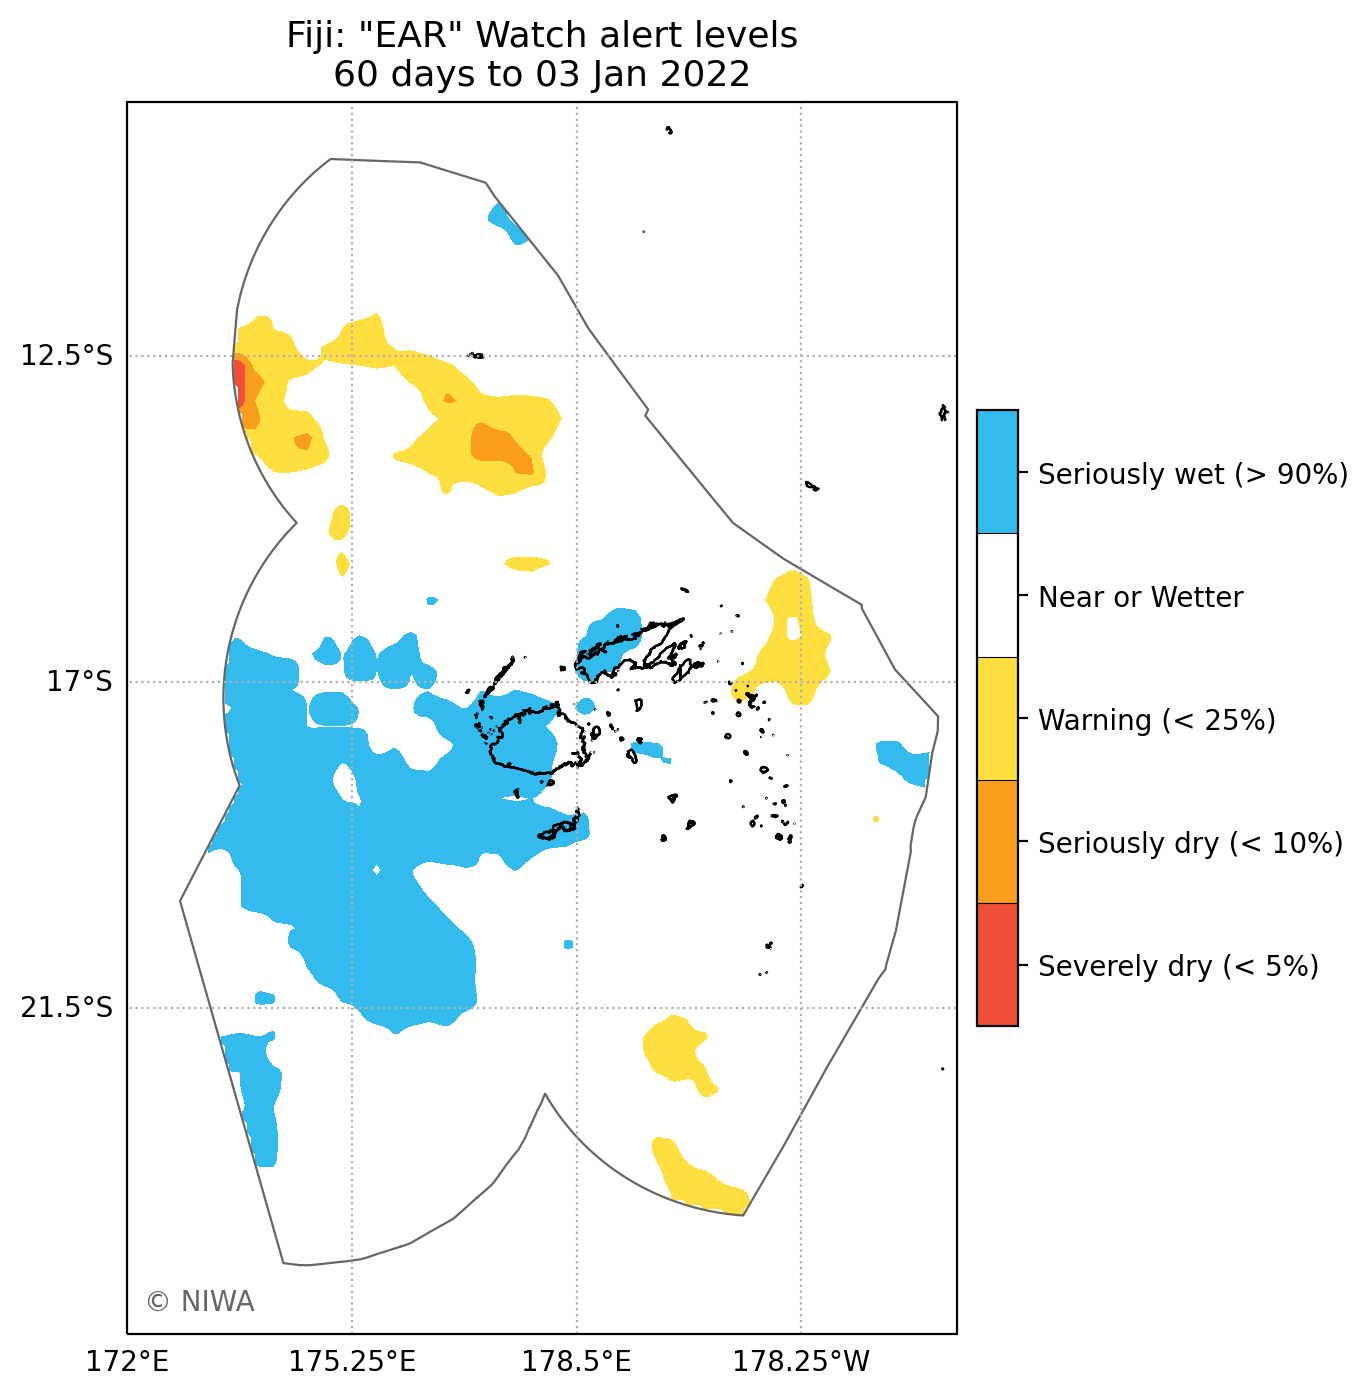 Fiji: "EAR" Watch alert levels
60 days to 03 Jan 2022
12.5°S
17°S
21.5°S
172°E
175.25°E
178.5°E
178.25°W
Seriously wet (> 90%)
Near or Wetter
Warning (< 25%)
Seriously dry (< 10%)
Severely dry (< 5%)
© NIWA